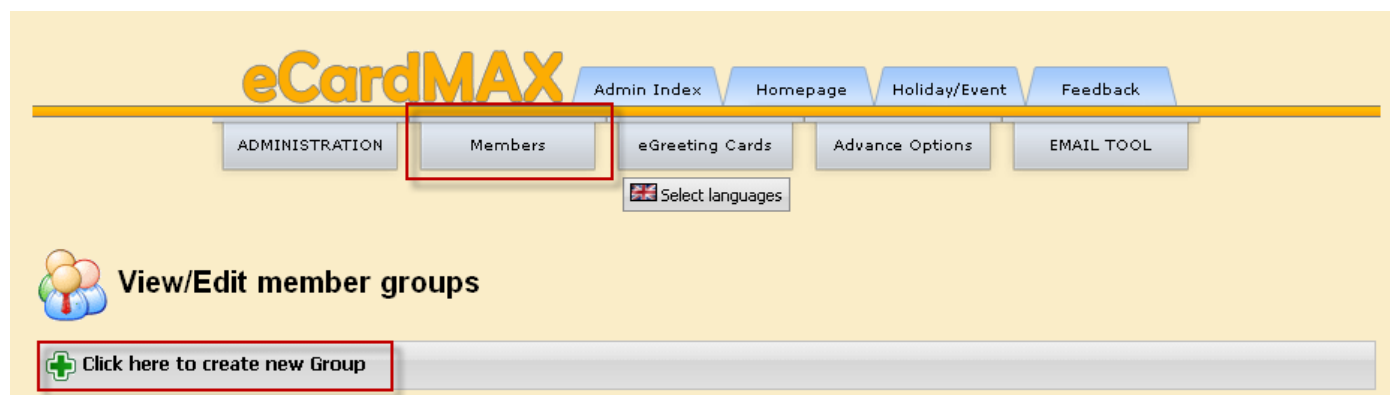 eCardMAX
Admin Index Homepage Holiday/Event Feedback
ADMINISTRATION Members eGreeting Cards Advance Options EMAIL TOOL
Select languages
View/Edit member groups
Click here to create new Group